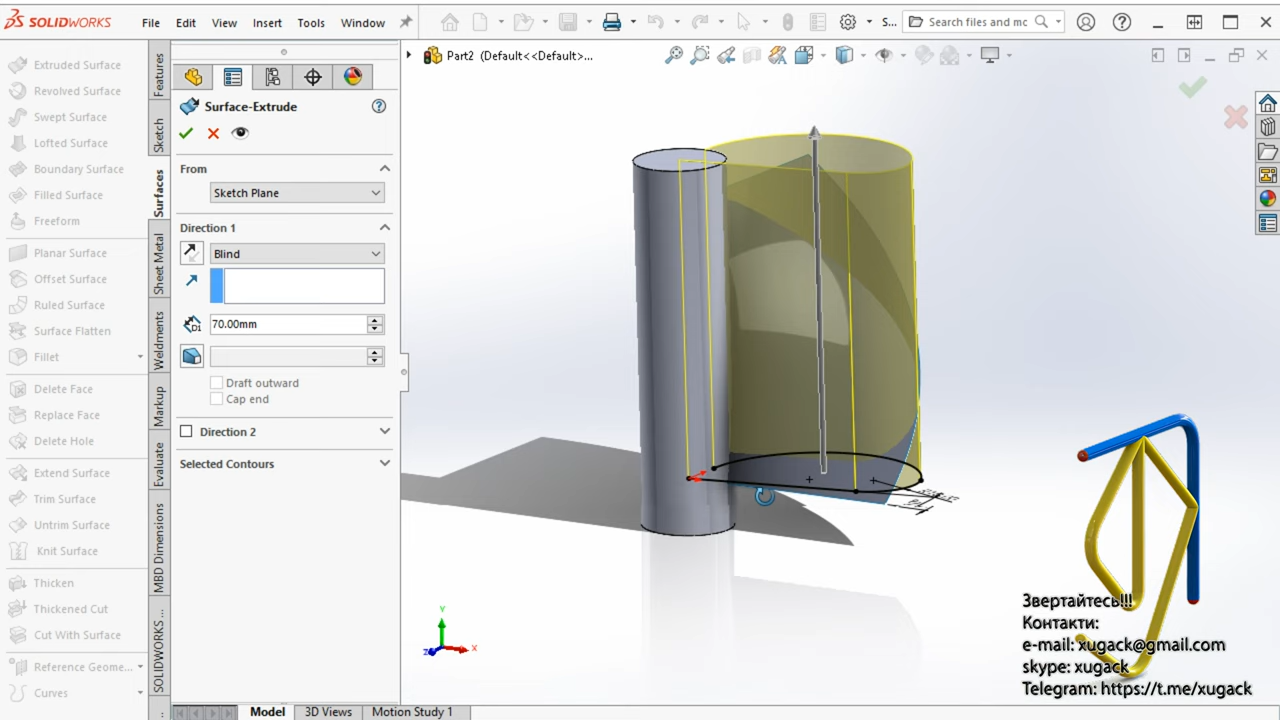 SOLIDWORKS
File Edit View Insert Tools Window
S...
Search files and mc
Extruded Surface
Revolved Surface
Swept Surface
Lofted Surface
Boundary Surface
Filled Surface
Freeform
Planar Surface
Offset Surface
Ruled Surface
Surface Flatten
Fillet
Delete Face
Replace Face
Delete Hole
Extend Surface
Trim Surface
Untrim Surface
Knit Surface
Thicken
Thickened Cut
Cut With Surface
Reference Geome...
Curves
Features
Sketch
Surfaces
Sheet Metal
Weldments
Markup
Evaluate
MBD Dimensions
SOLIDWORKS ...
Surface-Extrude
From
Sketch Plane
Direction 1
Blind
D1
70.00mm
Draft outward
Cap end
Direction 2
Selected Contours
Part2 (Default<<Default>...
Y
Z
X
Звертайтесь!!!
Контакти:
e-mail: xugack@gmail.com
skype: xugack
Telegram: https://t.me/xugack
Model 3D Views Motion Study 1